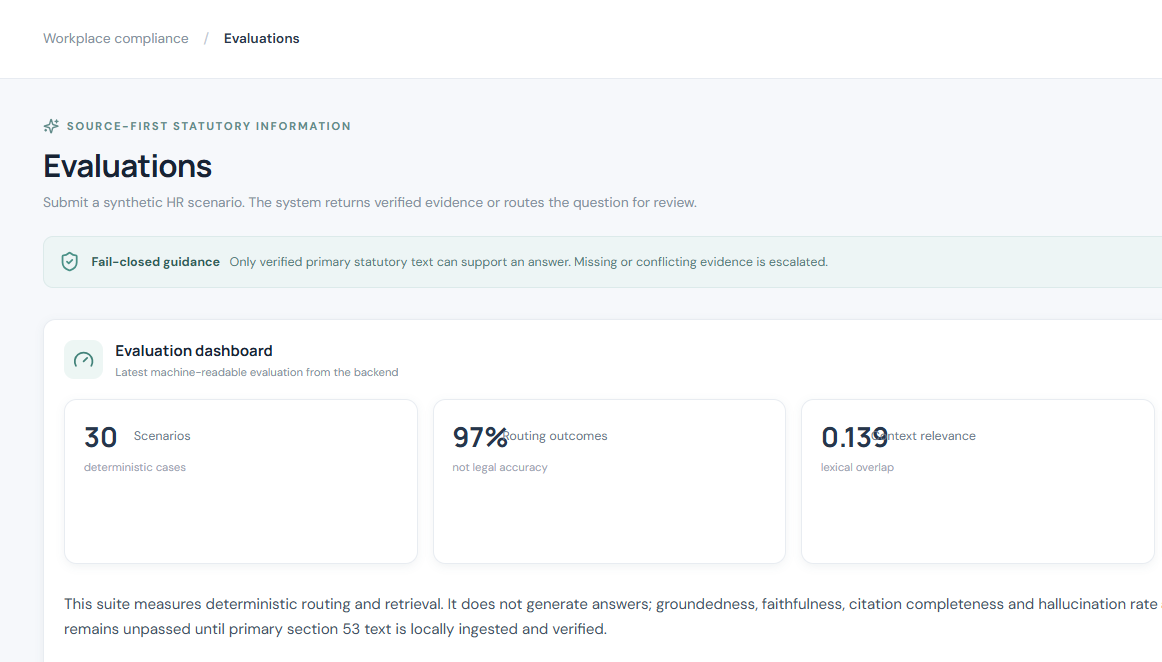 Workplace compliance / Evaluations
SOURCE-FIRST STATUTORY INFORMATION
Evaluations
Submit a synthetic HR scenario. The system returns verified evidence or routes the question for review.
Fail-closed guidance Only verified primary statutory text can support an answer. Missing or conflicting evidence is escalated.
Evaluation dashboard
Latest machine-readable evaluation from the backend
30 Scenarios
deterministic cases
97% Routing outcomes
not legal accuracy
0.139 Context relevance
lexical overlap
This suite measures deterministic routing and retrieval. It does not generate answers; groundedness, faithfulness, citation completeness and hallucination rate
remains unpassed until primary section 53 text is locally ingested and verified.